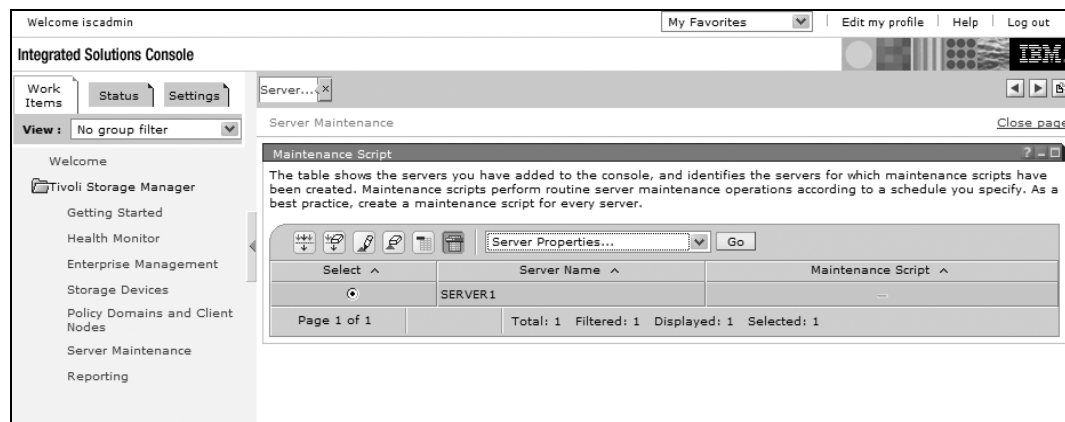 Welcome iscadmin
My Favorites
Edit my profile
Help
Log out
Integrated Solutions Console
IBM
Work Items
Status
Settings
Server...
Server Maintenance
Close page
View :
No group filter
Welcome
Tivoli Storage Manager
Getting Started
Health Monitor
Enterprise Management
Storage Devices
Policy Domains and Client
Nodes
Server Maintenance
Reporting
Maintenance Script
The table shows the servers you have added to the console, and identifies the servers for which maintenance scripts have
been created. Maintenance scripts perform routine server maintenance operations according to a schedule you specify. As a
best practice, create a maintenance script for every server.
Server Properties...
Go
Select
Server Name
Maintenance Script
SERVER1
—
Page 1 of 1
Total: 1 Filtered: 1 Displayed: 1 Selected: 1